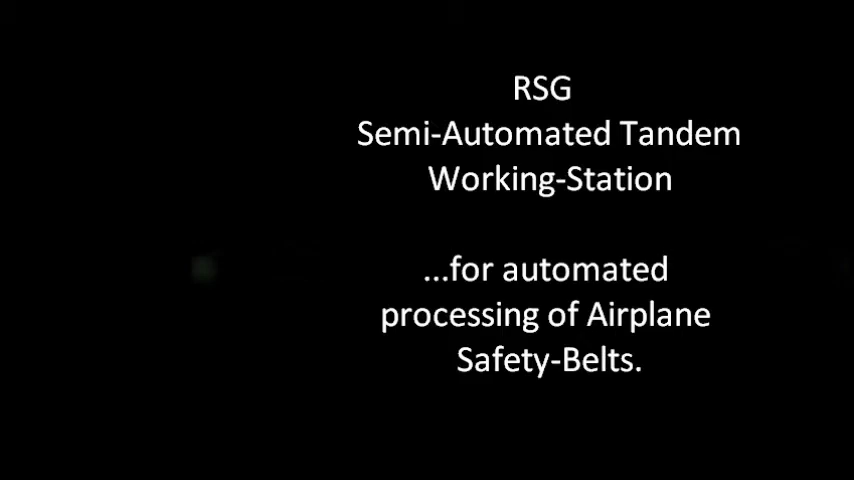 RSG
Semi-Automated Tandem
Working-Station
...for automated
processing of Airplane
Safety-Belts.